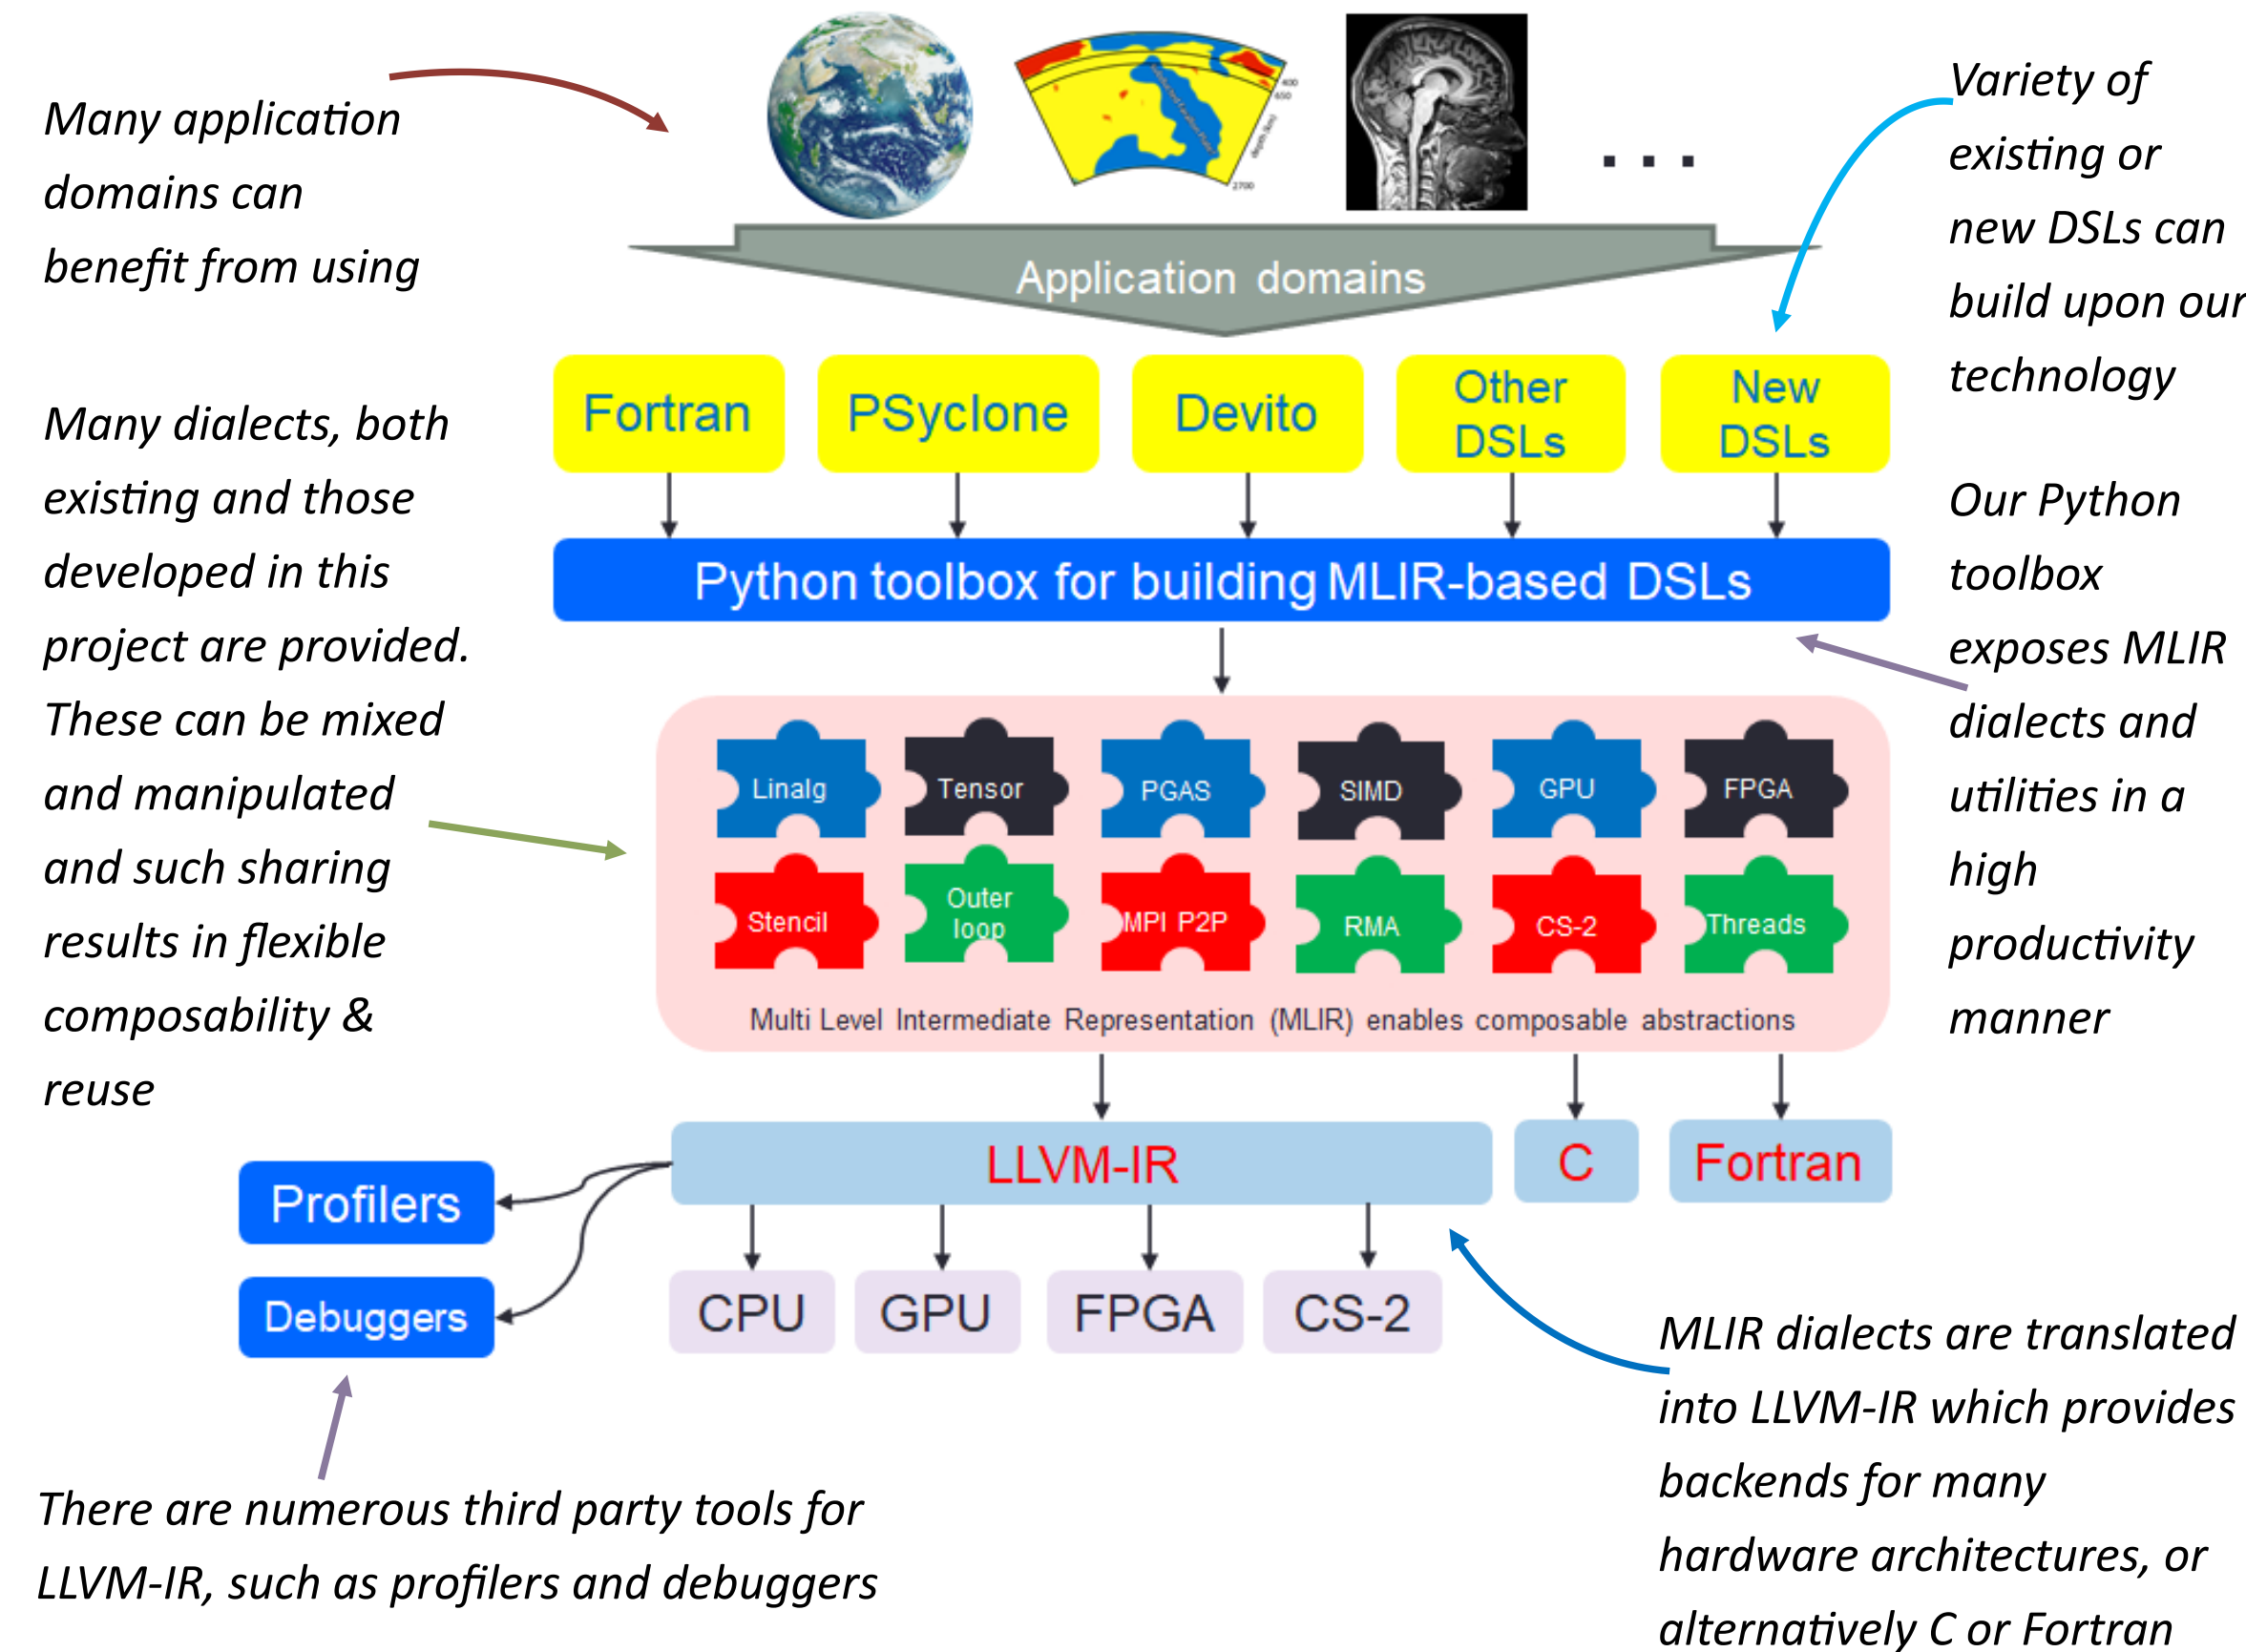 Many application
domains can
benefit from using
400
650
depth (km)
2700
. . .
Variety of
existing or
new DSLs can
build upon our
technology
Application domains
Fortran
PSyclone
Devito
Other
DSLs
New
DSLs
Many dialects, both
existing and those
developed in this
project are provided.
These can be mixed
and manipulated
and such sharing
results in flexible
composability &
reuse
Python toolbox for building MLIR-based DSLs
Our Python
toolbox
exposes MLIR
dialects and
utilities in a
high
productivity
manner
Linalg
Tensor
PGAS
SIMD
GPU
FPGA
Stencil
Outer
loop
MPI P2P
RMA
CS-2
Threads
Multi Level Intermediate Representation (MLIR) enables composable abstractions
LLVM-IR
C
Fortran
Profilers
Debuggers
CPU
GPU
FPGA
CS-2
MLIR dialects are translated
into LLVM-IR which provides
backends for many
hardware architectures, or
alternatively C or Fortran
There are numerous third party tools for
LLVM-IR, such as profilers and debuggers